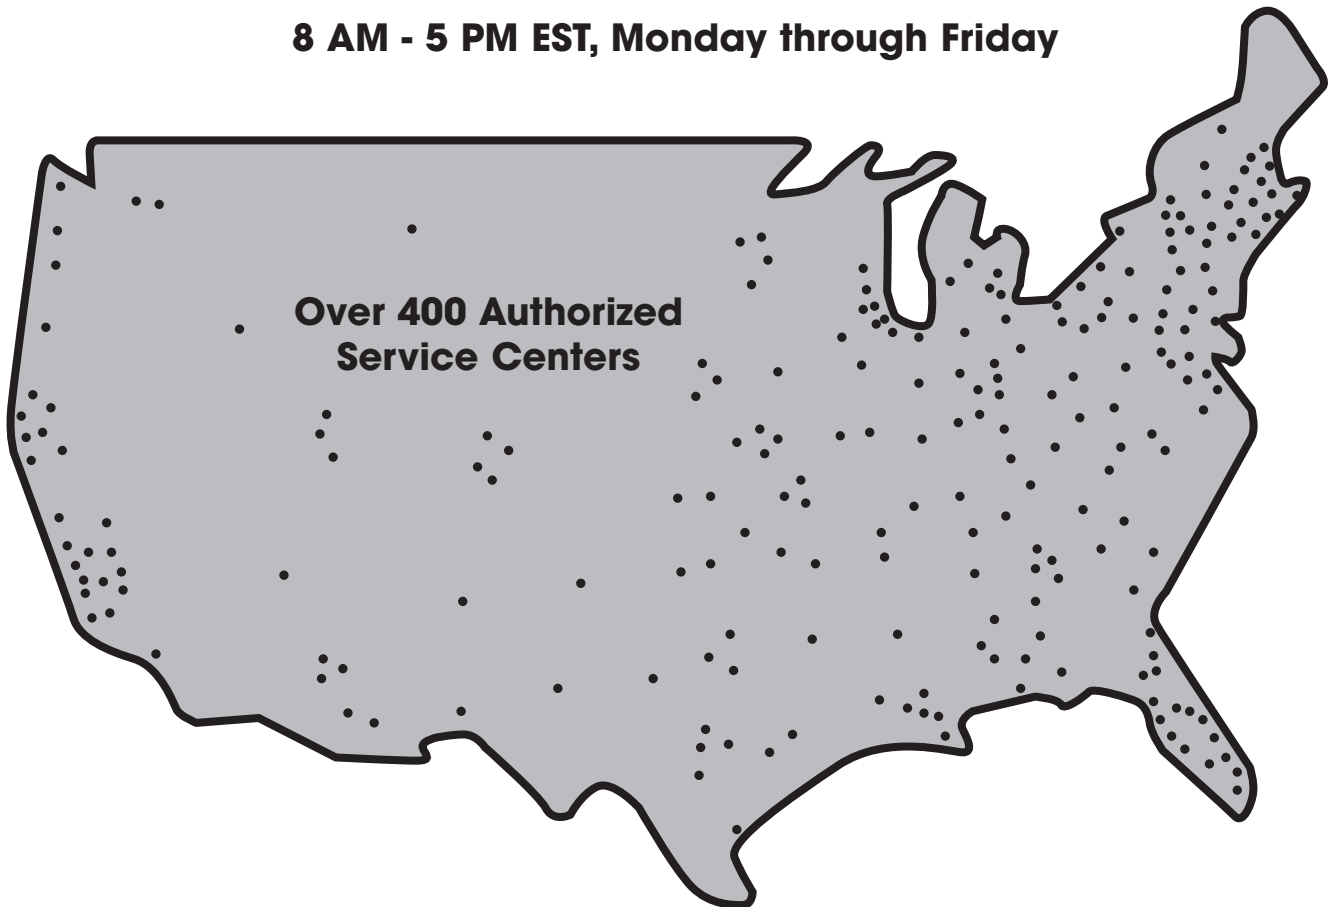 8 AM - 5 PM EST, Monday through Friday
Over 400 Authorized
Service Centers